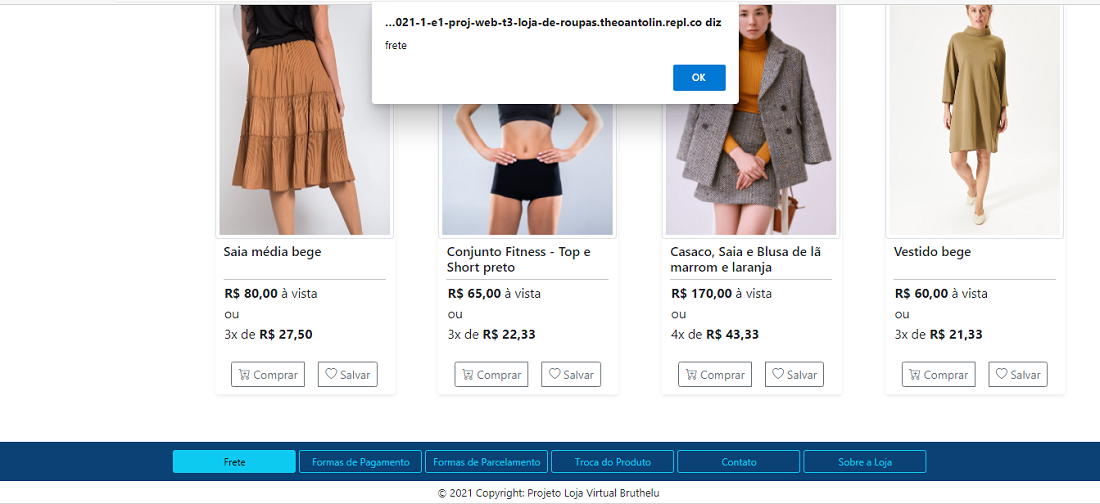 ...021-1-e1-proj-web-t3-loja-de-roupas.theoantolin.repl.co diz
frete
OK
Saia média bege
R$ 80,00 à vista
ou
3x de R$ 27,50
Comprar
Salvar
Conjunto Fitness - Top e
Short preto
R$ 65,00 à vista
ou
3x de R$ 22,33
Comprar
Salvar
Casaco, Saia e Blusa de lã
marrom e laranja
R$ 170,00 à vista
ou
4x de R$ 43,33
Comprar
Salvar
Vestido bege
R$ 60,00 à vista
ou
3x de R$ 21,33
Comprar
Salvar
Frete
Formas de Pagamento
Formas de Parcelamento
Troca do Produto
Contato
Sobre a Loja
© 2021 Copyright: Projeto Loja Virtual Bruthelu